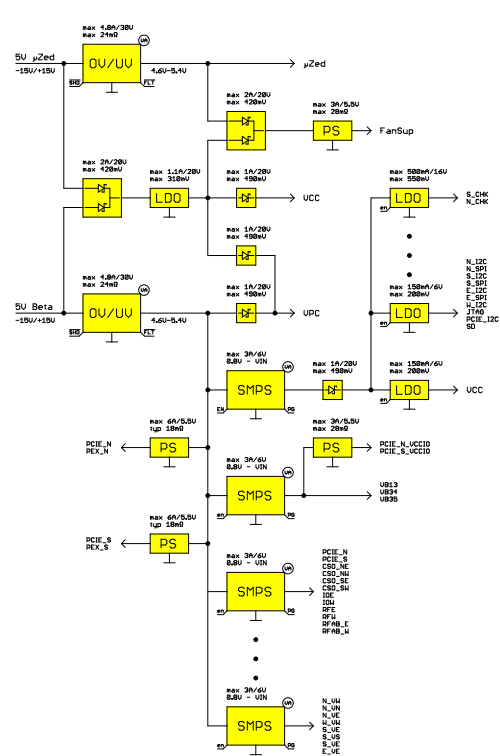 max 4.8A/30V
max 24mΩ
UA
5V µZed
-15V/+15V
OV/UV
SHD
FLT
4.6V-5.4V
µZed
max 2A/20V
max 420mV
max 3A/5.5V
max 28mΩ
PS
FanSup
max 2A/20V
max 420mV
max 1.1A/20V
max 310mV
LDO
max 1A/20V
max 490mV
VCC
max 500mA/16V
max 550mV
LDO
en
S_CHK
N_CHK
max 1A/20V
max 490mV
max 4.8A/30V
max 24mΩ
UA
5V Beta
-15V/+15V
OV/UV
SHD
FLT
4.6V-5.4V
max 1A/20V
max 490mV
VPC
max 150mA/6V
max 200mV
LDO
en
N_I2C
N_SPI
S_I2C
S_SPI
E_I2C
E_SPI
W_I2C
JTAG
PCIE_I2C
SD
max 3A/6V
0.8V - VIN
UA
SMPS
EN
PG
max 1A/20V
max 490mV
max 150mA/6V
max 200mV
LDO
en
VCC
max 6A/5.5V
typ 18mΩ
PS
PCIE_N
PEX_N
max 3A/5.5V
max 28mΩ
PS
PCIE_N_VCCIO
PCIE_S_VCCIO
max 3A/6V
0.8V - VIN
UA
SMPS
en
PG
VB13
VB34
VB35
max 6A/5.5V
typ 18mΩ
PS
PCIE_S
PEX_S
max 3A/6V
0.8V - VIN
UA
SMPS
en
PG
PCIE_N
PCIE_S
CSO_NE
CSO_NW
CSO_SE
CSO_SW
IOE
IOW
RFE
RFW
RFAB_E
RFAB_W
max 3A/6V
0.8V - VIN
UA
SMPS
en
PG
N_VW
N_VN
N_VE
W_VW
S_VE
S_VS
S_VE
E_VE